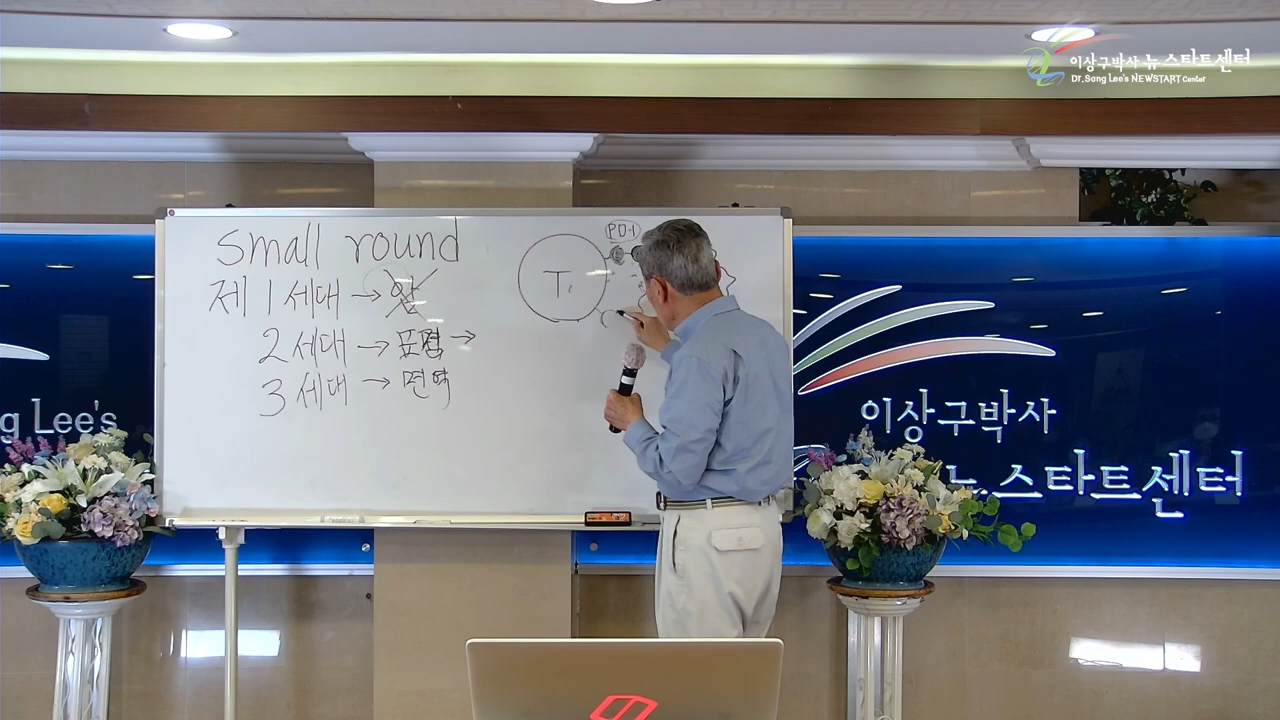 이상구박사 뉴스타트센터
Dr.Sang Lee's NEWSTART Center
small round
제 1 세대 → 암
2 세대 → 표적 →
3 세대 → 면역
PD-1
T
g Lee's
이상구박사
뉴스타트센터